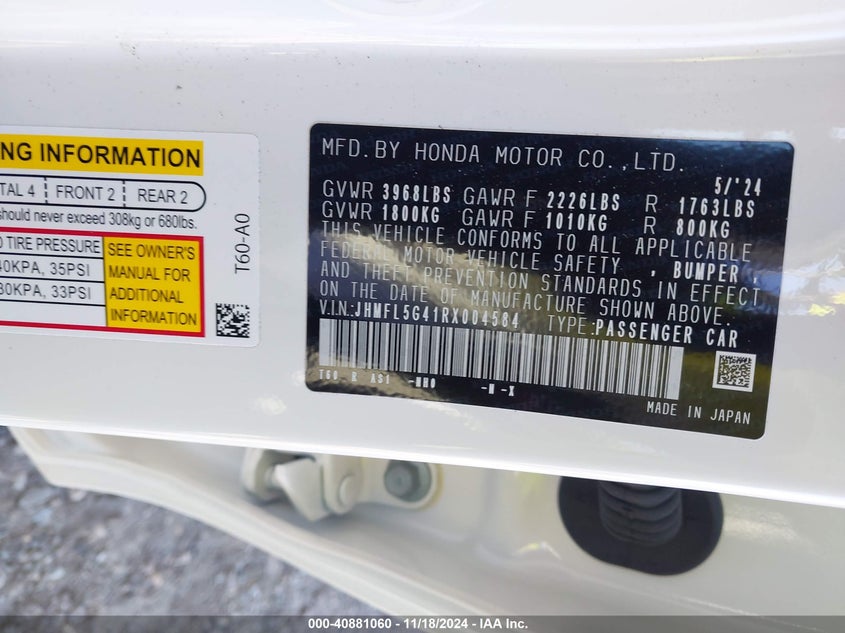 NG INFORMATION
TAL 4 FRONT 2 REAR 2
should never exceed 308kg or 680lbs.
TIRE PRESSURE
40KPA, 35PSI
30KPA, 33PSI
SEE OWNER'S
MANUAL FOR
ADDITIONAL
INFORMATION
T60-A0
MFD.BY HONDA MOTOR CO.,LTD.
5/'24
GVWR 3968LBS GAWR F 2226LBS R 1763LBS
GVWR 1800KG GAWR F 1010KG R 800KG
THIS VEHICLE CONFORMS TO ALL APPLICABLE
FEDERAL MOTOR VEHICLE SAFETY , BUMPER ,
AND THEFT PREVENTION STANDARDS IN EFFECT
ON THE DATE OF MANUFACTURE SHOWN ABOVE.
V.I.N:JHMFL5G41RX004584 TYPE:PASSENGER CAR
T60 R AS1 -NHO -N -X
MADE IN JAPAN
000-40881060 - 11/18/2024 - IAA Inc.